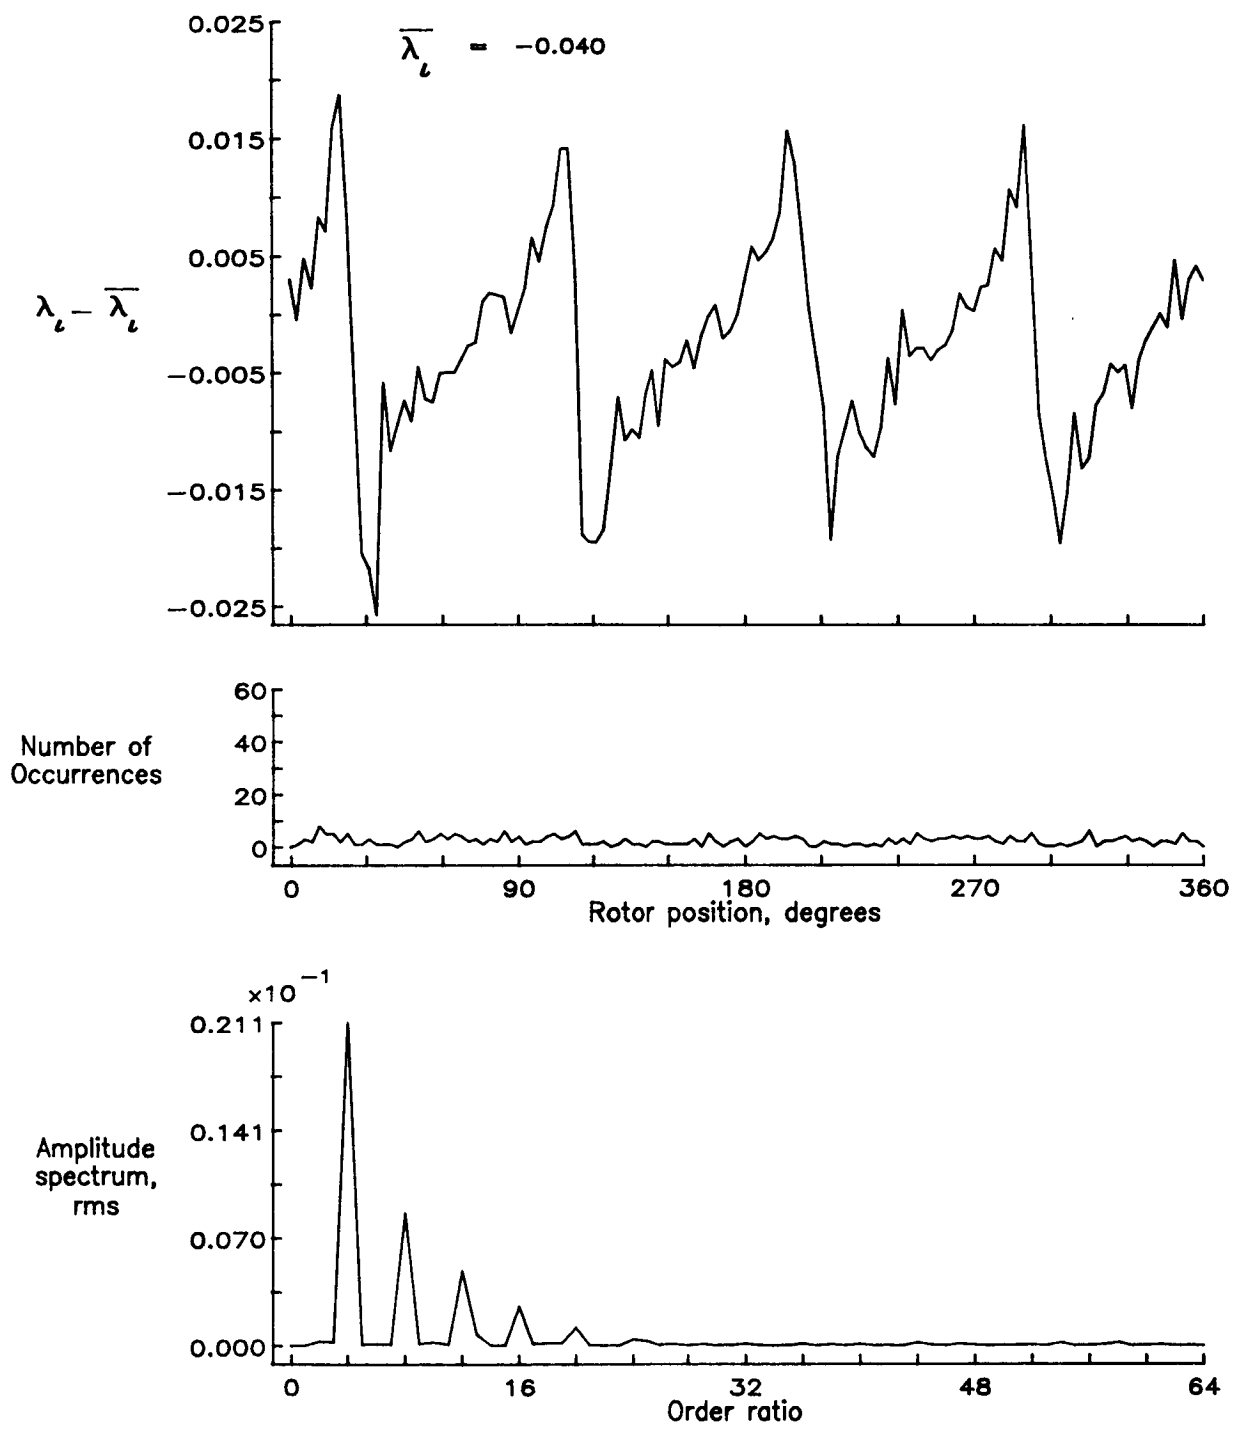 0.025
λ̅ι = −0.040
0.015
0.005
λι − λ̅ι
−0.005
−0.015
−0.025
60
Number of
Occurrences
40
20
0
0 90 180 270 360
Rotor position, degrees
×10⁻¹
0.211
0.141
Amplitude
spectrum,
rms
0.070
0.000
0 16 32 48 64
Order ratio